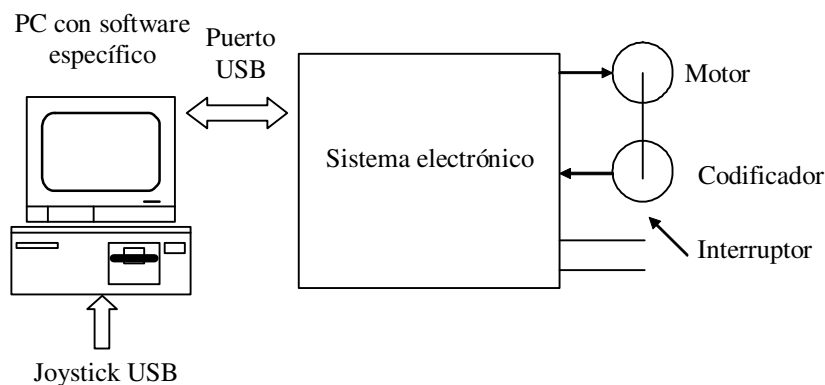 PC con software
específico
Puerto
USB
Motor
Sistema electrónico
Codificador
Interruptor
Joystick USB